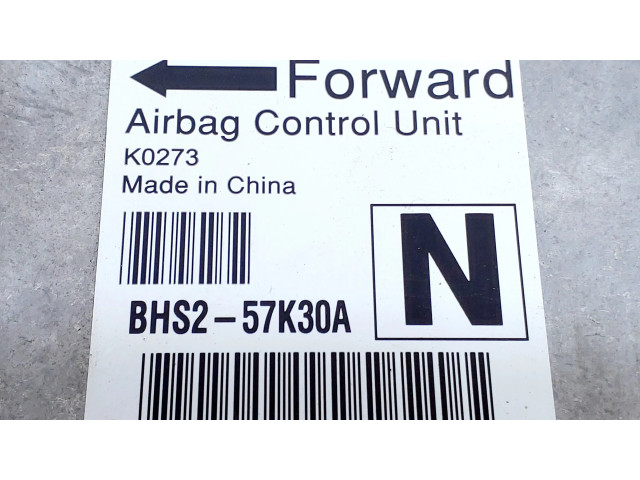 Forward
Airbag Control Unit
K0273
Made in China
N
BHS2-57K30A